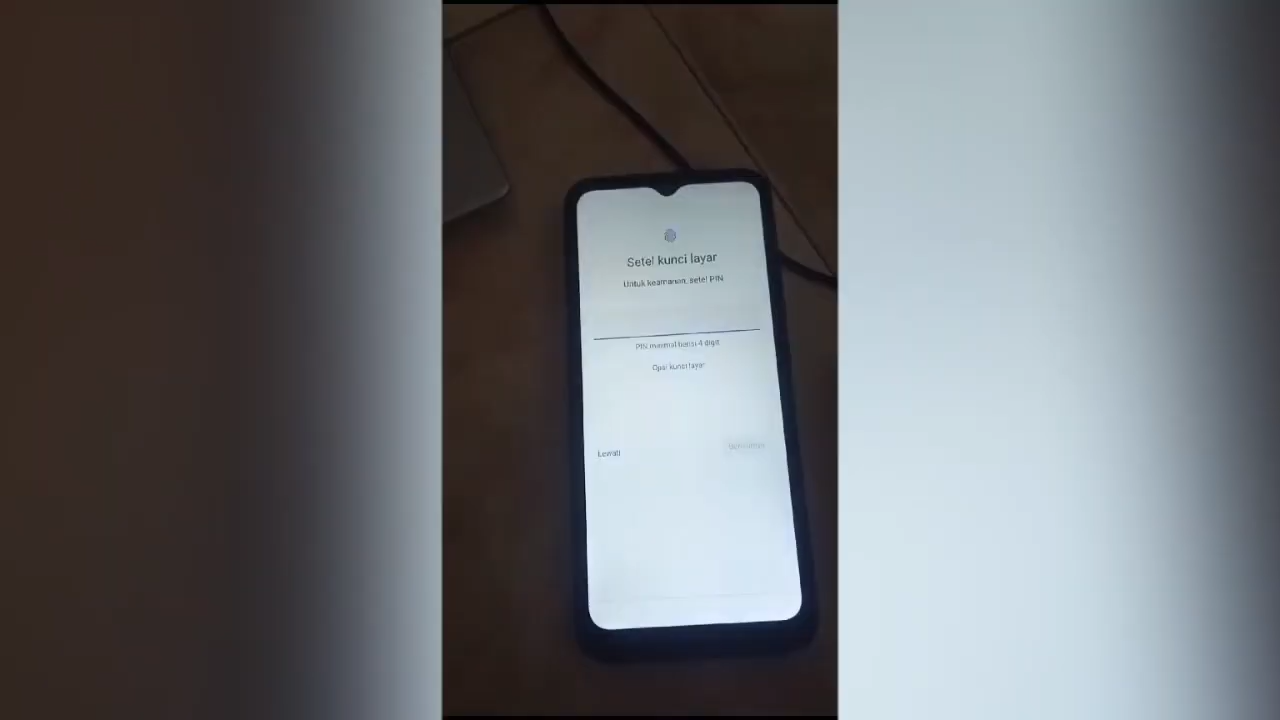 Setel kunci layar
Untuk keamanan, setel PIN
PIN minimal berisi 4 digit
Opsi kunci layar
Lewati